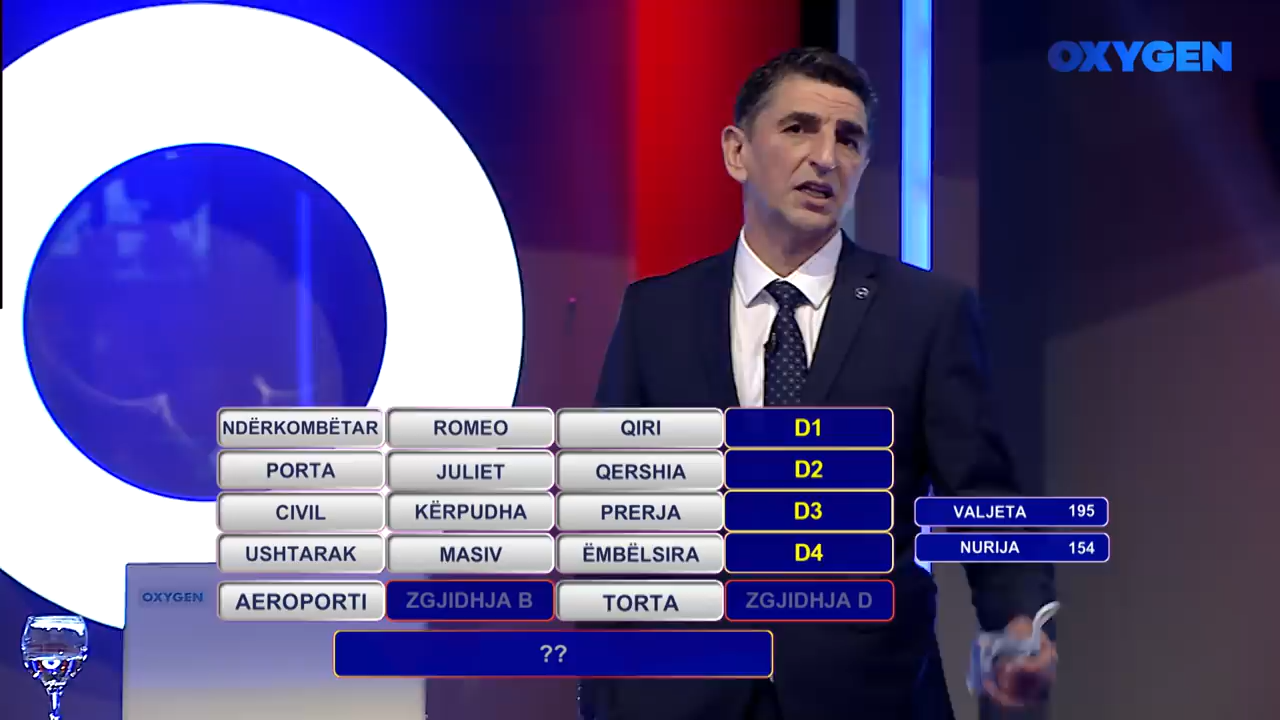 OXYGEN
NDËRKOMBËTAR ROMEO QIRI D1
PORTA JULIET QERSHIA D2
CIVIL KËRPUDHA PRERJA D3
USHTARAK MASIV ËMBËLSIRA D4
VALJETA 195
NURIJA 154
OXYGEN
AEROPORTI ZGJIDHJA B TORTA ZGJIDHJA D
??